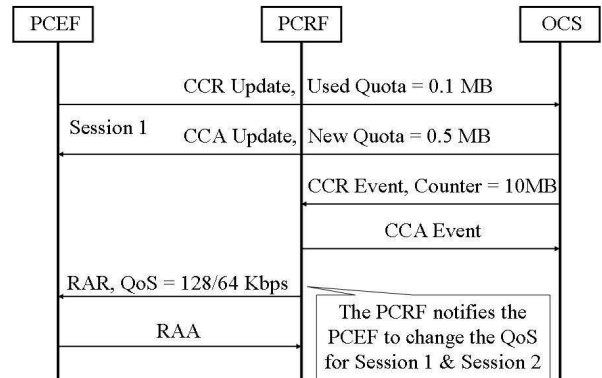 PCEF PCRF OCS
CCR Update, Used Quota = 0.1 MB
Session 1
CCA Update, New Quota = 0.5 MB
CCR Event, Counter = 10MB
CCA Event
RAR, QoS = 128/64 Kbps
The PCRF notifies the
PCEF to change the QoS
for Session 1 & Session 2
RAA